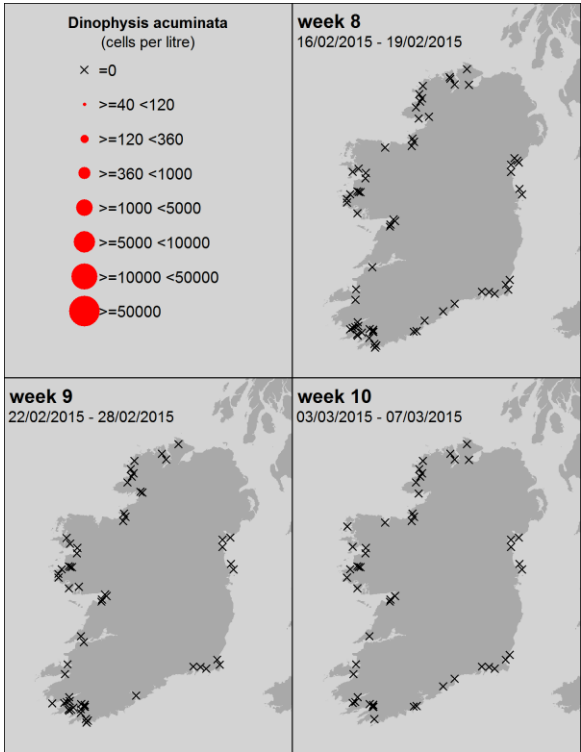 Dinophysis acuminata
(cells per litre)
=0
>=40 <120
>=120 <360
>=360 <1000
>=1000 <5000
>=5000 <10000
>=10000 <50000
>=50000
week 8
16/02/2015 - 19/02/2015
week 9
22/02/2015 - 28/02/2015
week 10
03/03/2015 - 07/03/2015